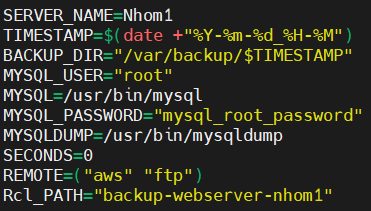 SERVER_NAME=Nhom1
TIMESTAMP=$(date +"%Y-%m-%d_%H-%M")
BACKUP_DIR="/var/backup/$TIMESTAMP"
MYSQL_USER="root"
MYSQL=/usr/bin/mysql
MYSQL_PASSWORD="mysql_root_password"
MYSQLDUMP=/usr/bin/mysqldump
SECONDS=0
REMOTE=("aws" "ftp")
Rcl_PATH="backup-webserver-nhom1"